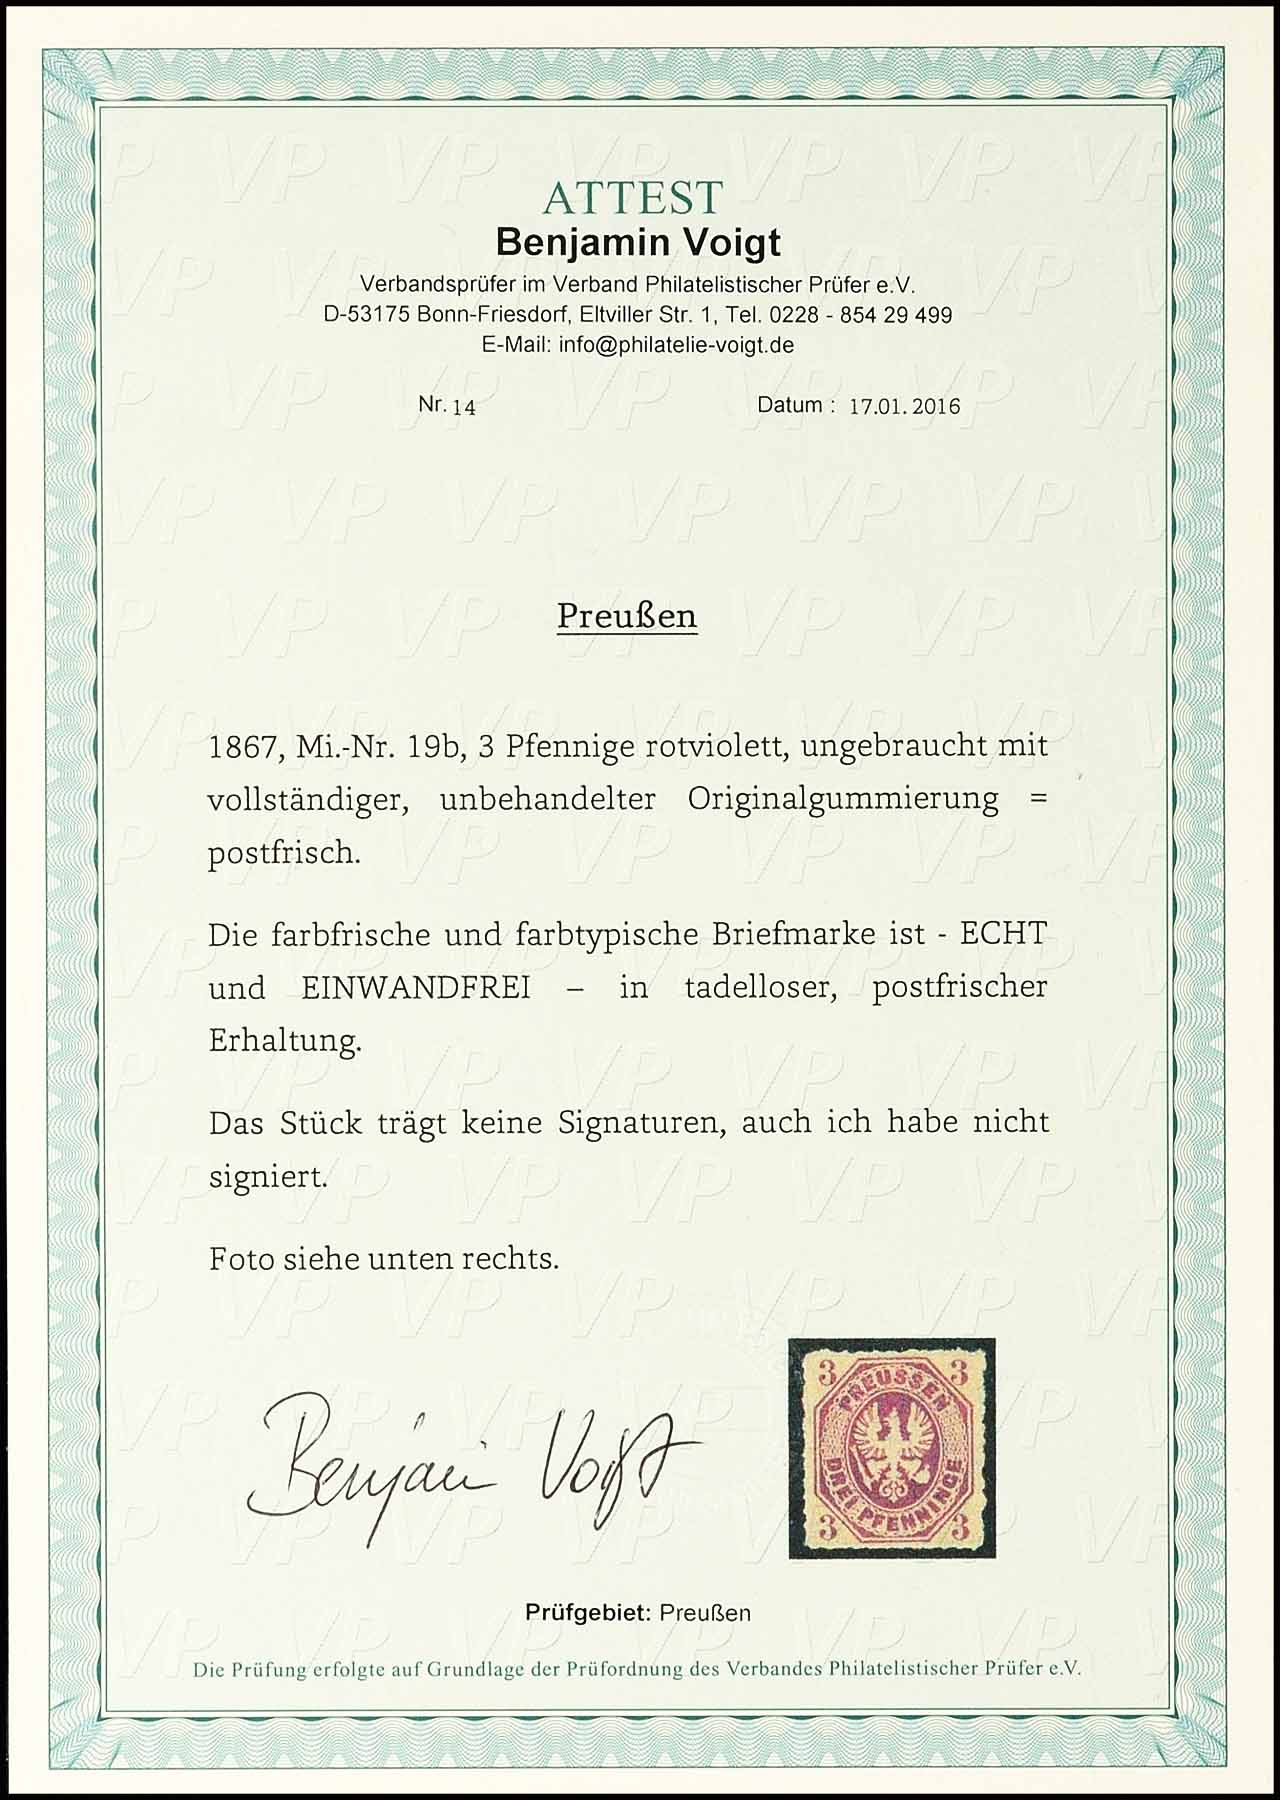 ATTEST
Benjamin Voigt
Verbandsprüfer im Verband Philatelistischer Prüfer e.V.
D-53175 Bonn-Friesdorf, Eltviller Str. 1, Tel. 0228 - 854 29 499
E-Mail: info@philatelie-voigt.de
Nr. 14 Datum : 17.01.2016
Preußen
1867, Mi.-Nr. 19b, 3 Pfennige rotviolett, ungebraucht mit
vollständiger, unbehandelter Originalgummierung =
postfrisch.
Die farbfrische und farbtypische Briefmarke ist - ECHT
und EINWANDFREI – in tadelloser, postfrischer
Erhaltung.
Das Stück trägt keine Signaturen, auch ich habe nicht
signiert.
Foto siehe unten rechts.
Benjamin Voigt
3 3
PREUSSEN
DREI PFENNINGE
3 3
Prüfgebiet: Preußen
Die Prüfung erfolgte auf Grundlage der Prüfordnung des Verbandes Philatelistischer Prüfer e.V.